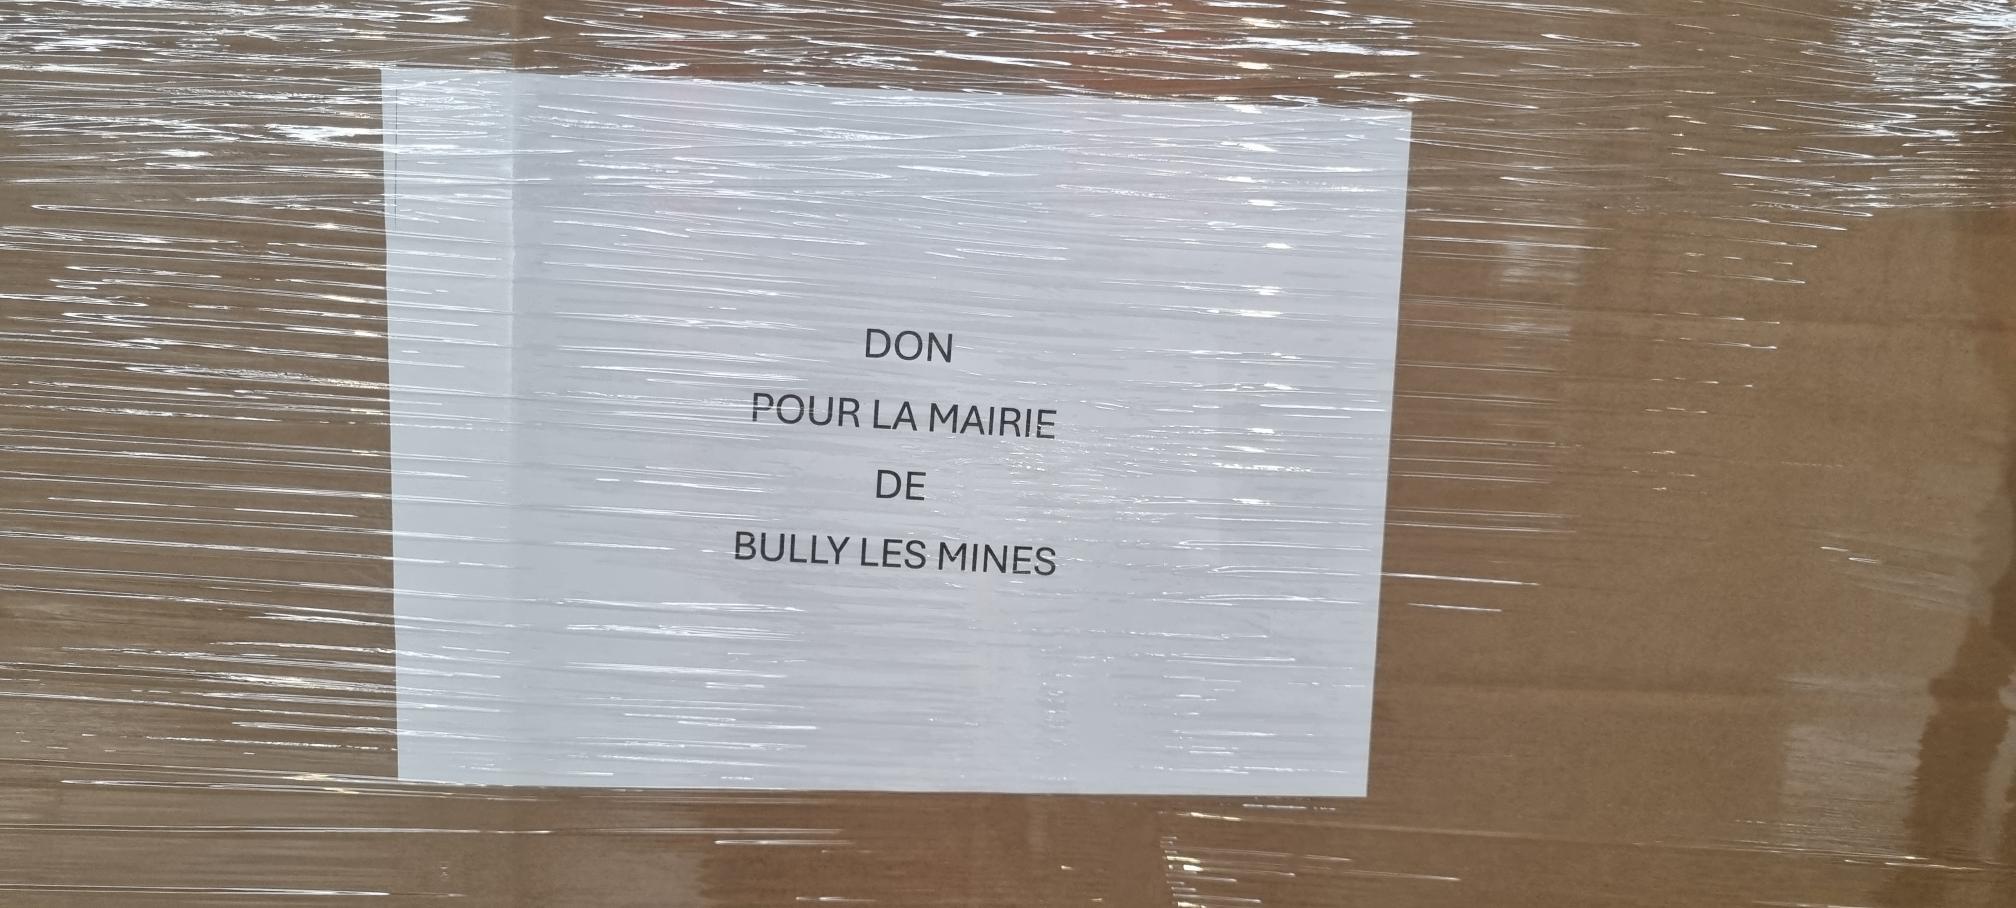 DON
POUR LA MAIRIE
DE
BULLY LES MINES